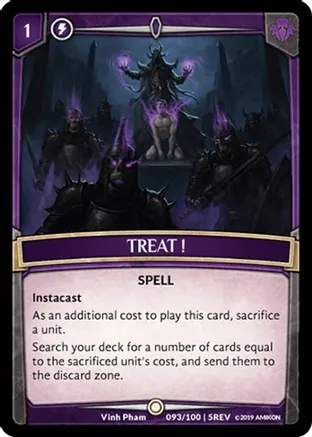 1
TREAT !
SPELL
Instacast
As an additional cost to play this card, sacrifice
a unit.
Search your deck for a number of cards equal
to the sacrificed unit's cost, and send them to
the discard zone.
Vinh Pham 093/100 | 5REV ©2019 AMIKON